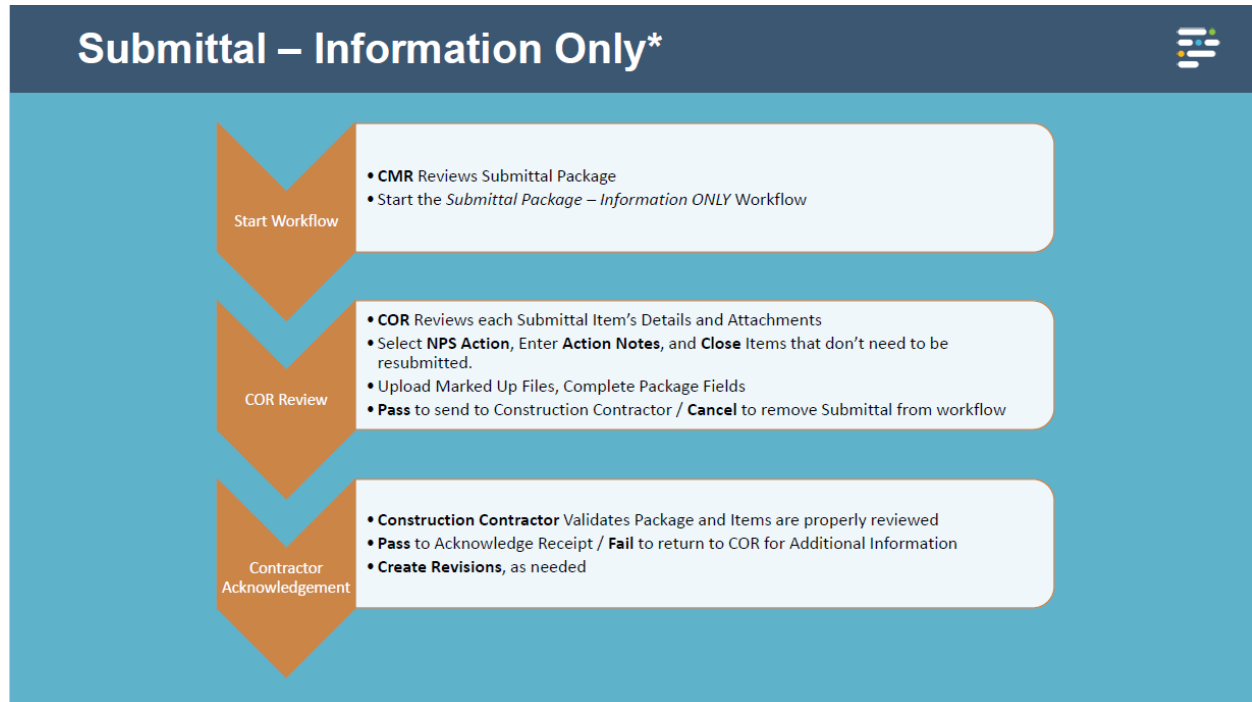 Submittal – Information Only*
Start Workflow
• CMR Reviews Submittal Package
• Start the Submittal Package – Information ONLY Workflow
COR Review
• COR Reviews each Submittal Item's Details and Attachments
• Select NPS Action, Enter Action Notes, and Close Items that don't need to be
resubmitted.
• Upload Marked Up Files, Complete Package Fields
• Pass to send to Construction Contractor / Cancel to remove Submittal from workflow
Contractor
Acknowledgement
• Construction Contractor Validates Package and Items are properly reviewed
• Pass to Acknowledge Receipt / Fail to return to COR for Additional Information
• Create Revisions, as needed